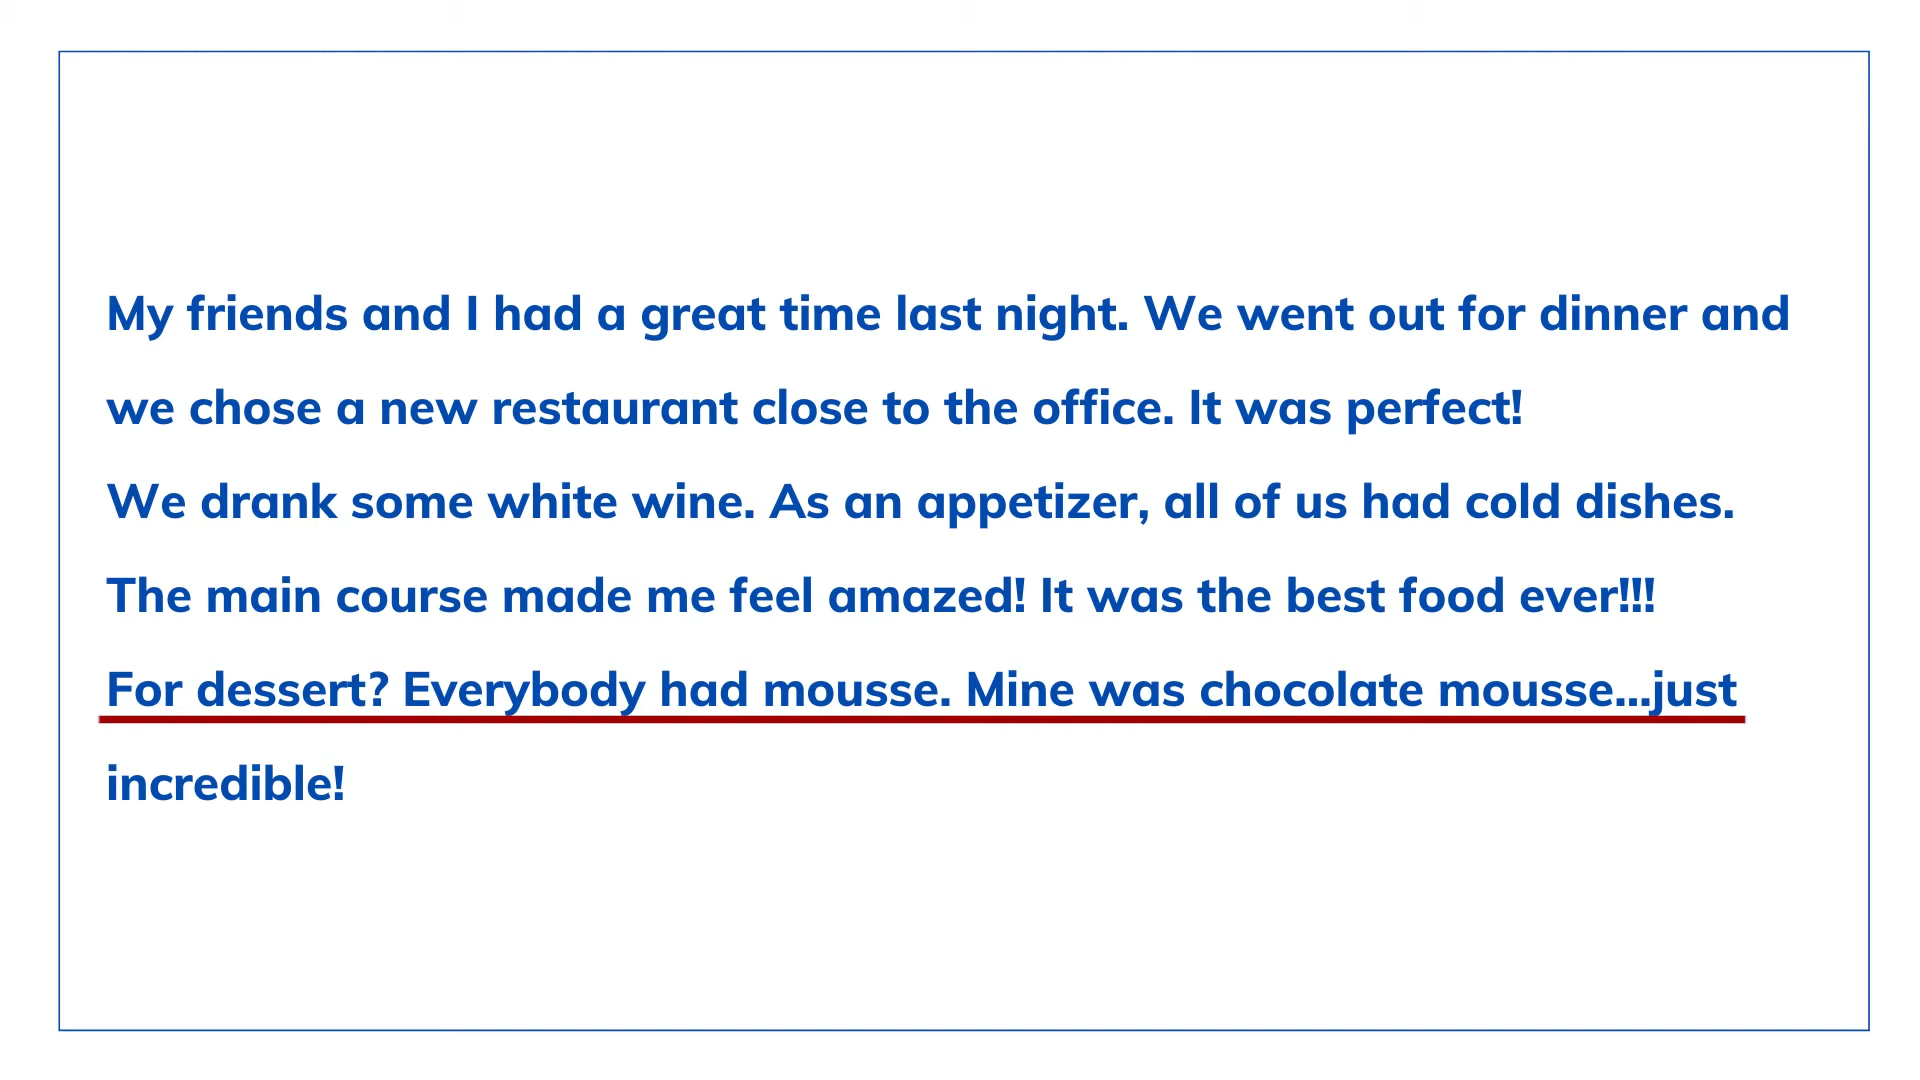 My friends and I had a great time last night. We went out for dinner and
we chose a new restaurant close to the office. It was perfect!
We drank some white wine. As an appetizer, all of us had cold dishes.
The main course made me feel amazed! It was the best food ever!!!
For dessert? Everybody had mousse. Mine was chocolate mousse...just
incredible!